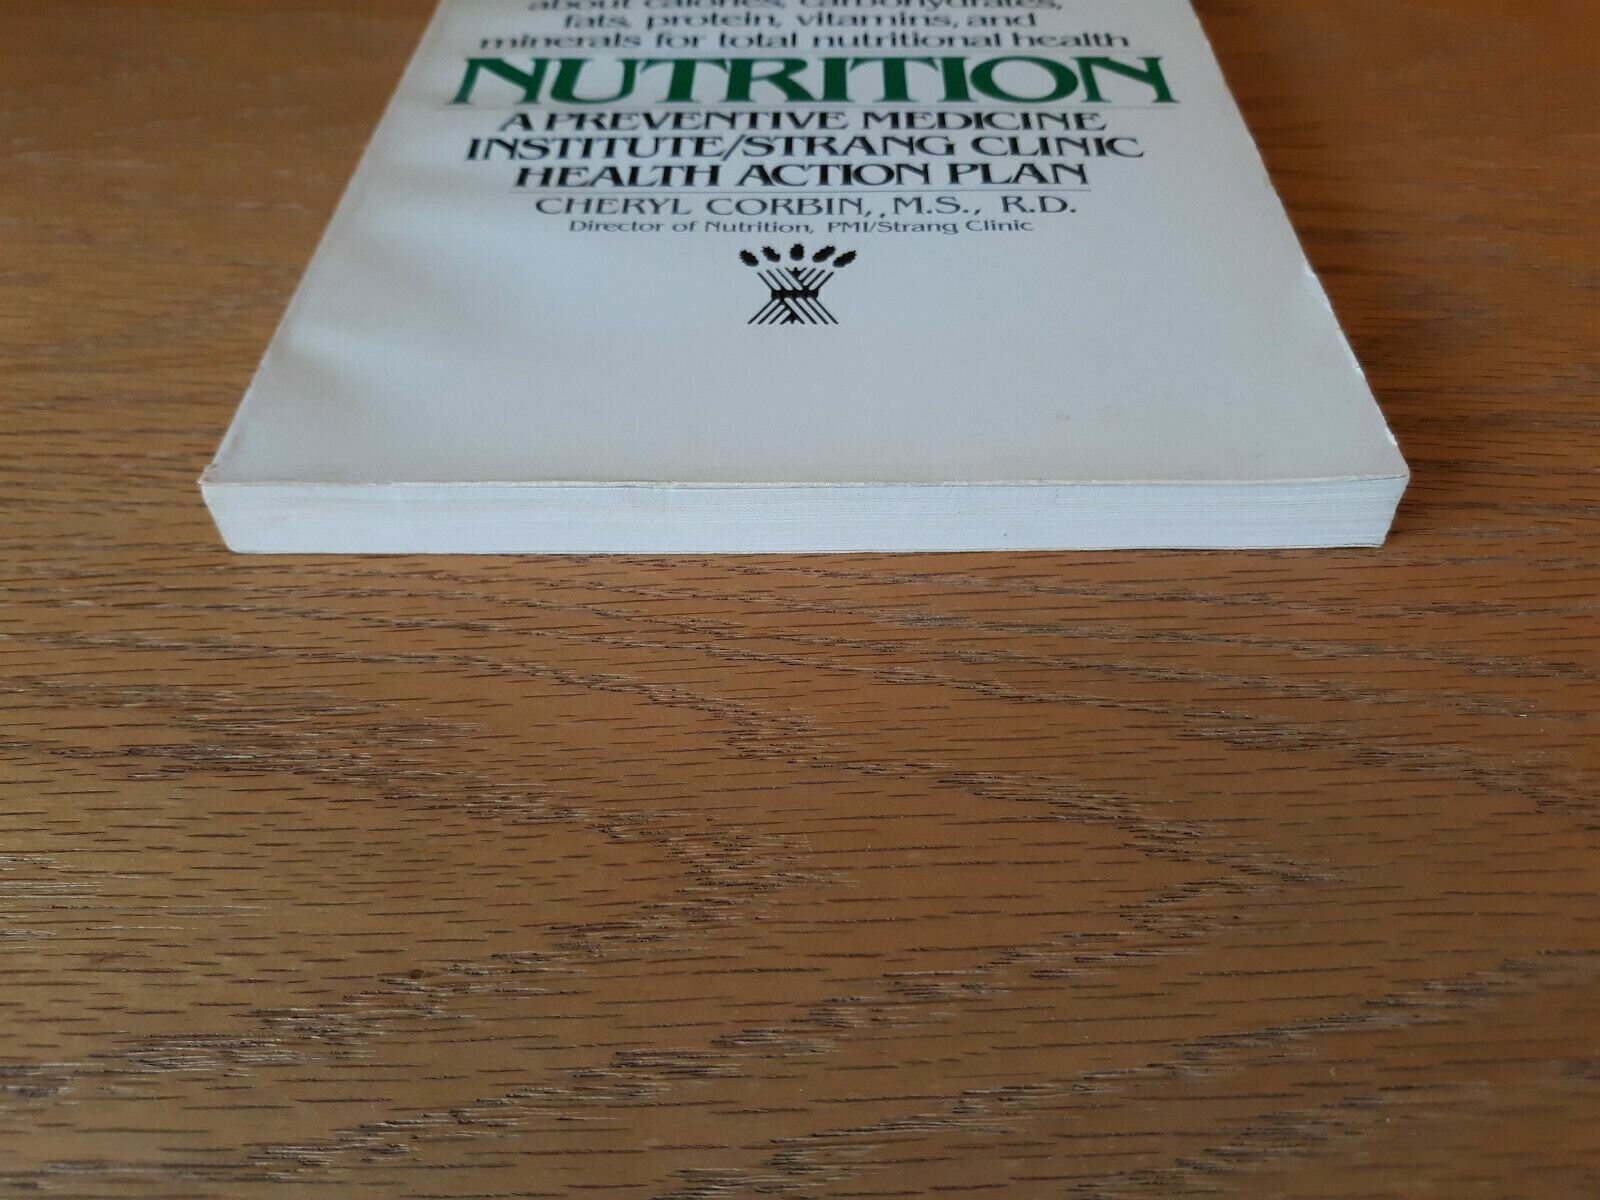 about calories, carbohydrates,
fats, protein, vitamins, and
minerals for total nutritional health
NUTRITION
A PREVENTIVE MEDICINE
INSTITUTE/STRANG CLINIC
HEALTH ACTION PLAN
CHERYL CORBIN, M.S., R.D.
Director of Nutrition, PMI/Strang Clinic